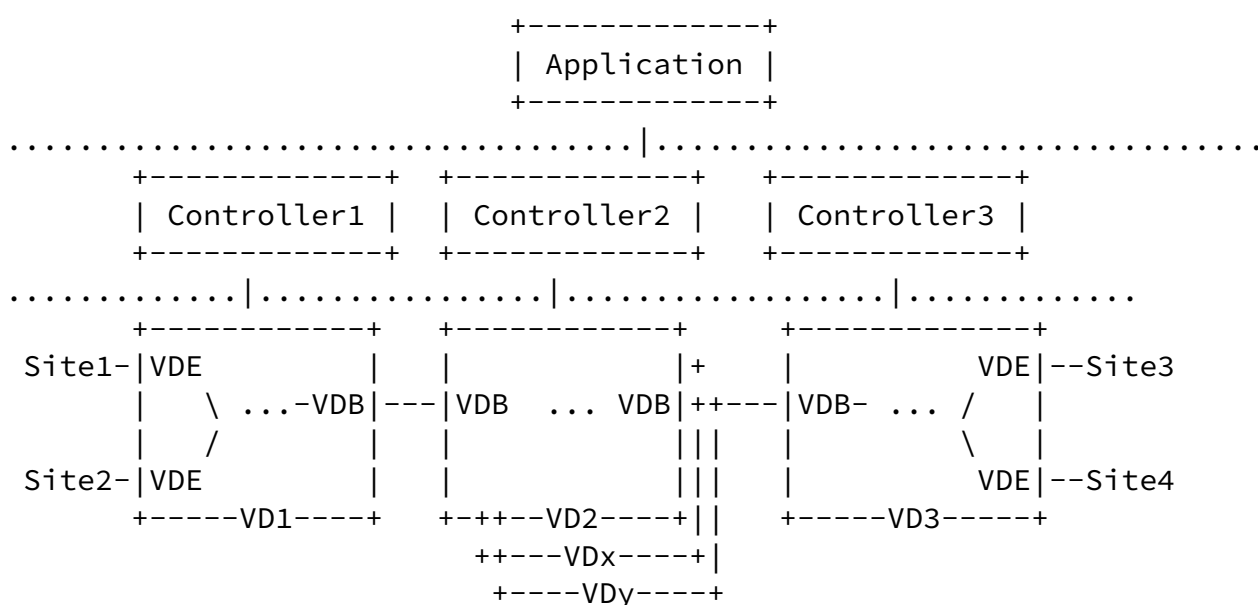 +-------------+
| Application |
+-------------+
...................................|..................................
+-------------+  +-------------+   +-------------+
| Controller1 |  | Controller2 |   | Controller3 |
+-------------+  +-------------+   +-------------+
.............|................|..................|.............
+------------+   +------------+     +-------------+
Site1-|VDE         |   |            |+    |          VDE|--Site3
|   \ ...-VDB|---|VDB  ... VDB|++---|VDB- ... /   |
|   /        |   |            |||   |         \   |
Site2-|VDE         |   |            |||   |          VDE|--Site4
+-----VD1----+   +-++--VD2----+||   +-----VD3-----+
++---VDx----+|
+----VDy----+